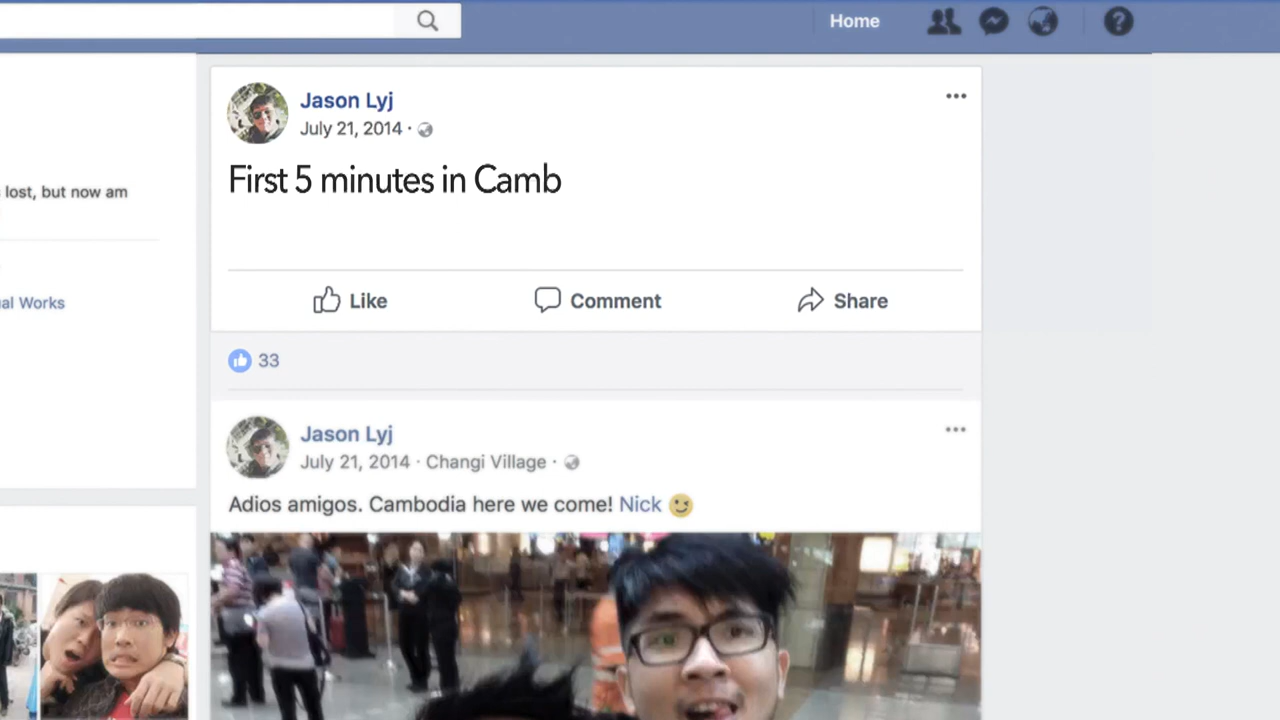 Home
Jason Lyj
July 21, 2014 ·
First 5 minutes in Camb
lost, but now am
Works
Like Comment Share
33
Jason Lyj
July 21, 2014 · Changi Village ·
Adios amigos. Cambodia here we come! Nick 😉